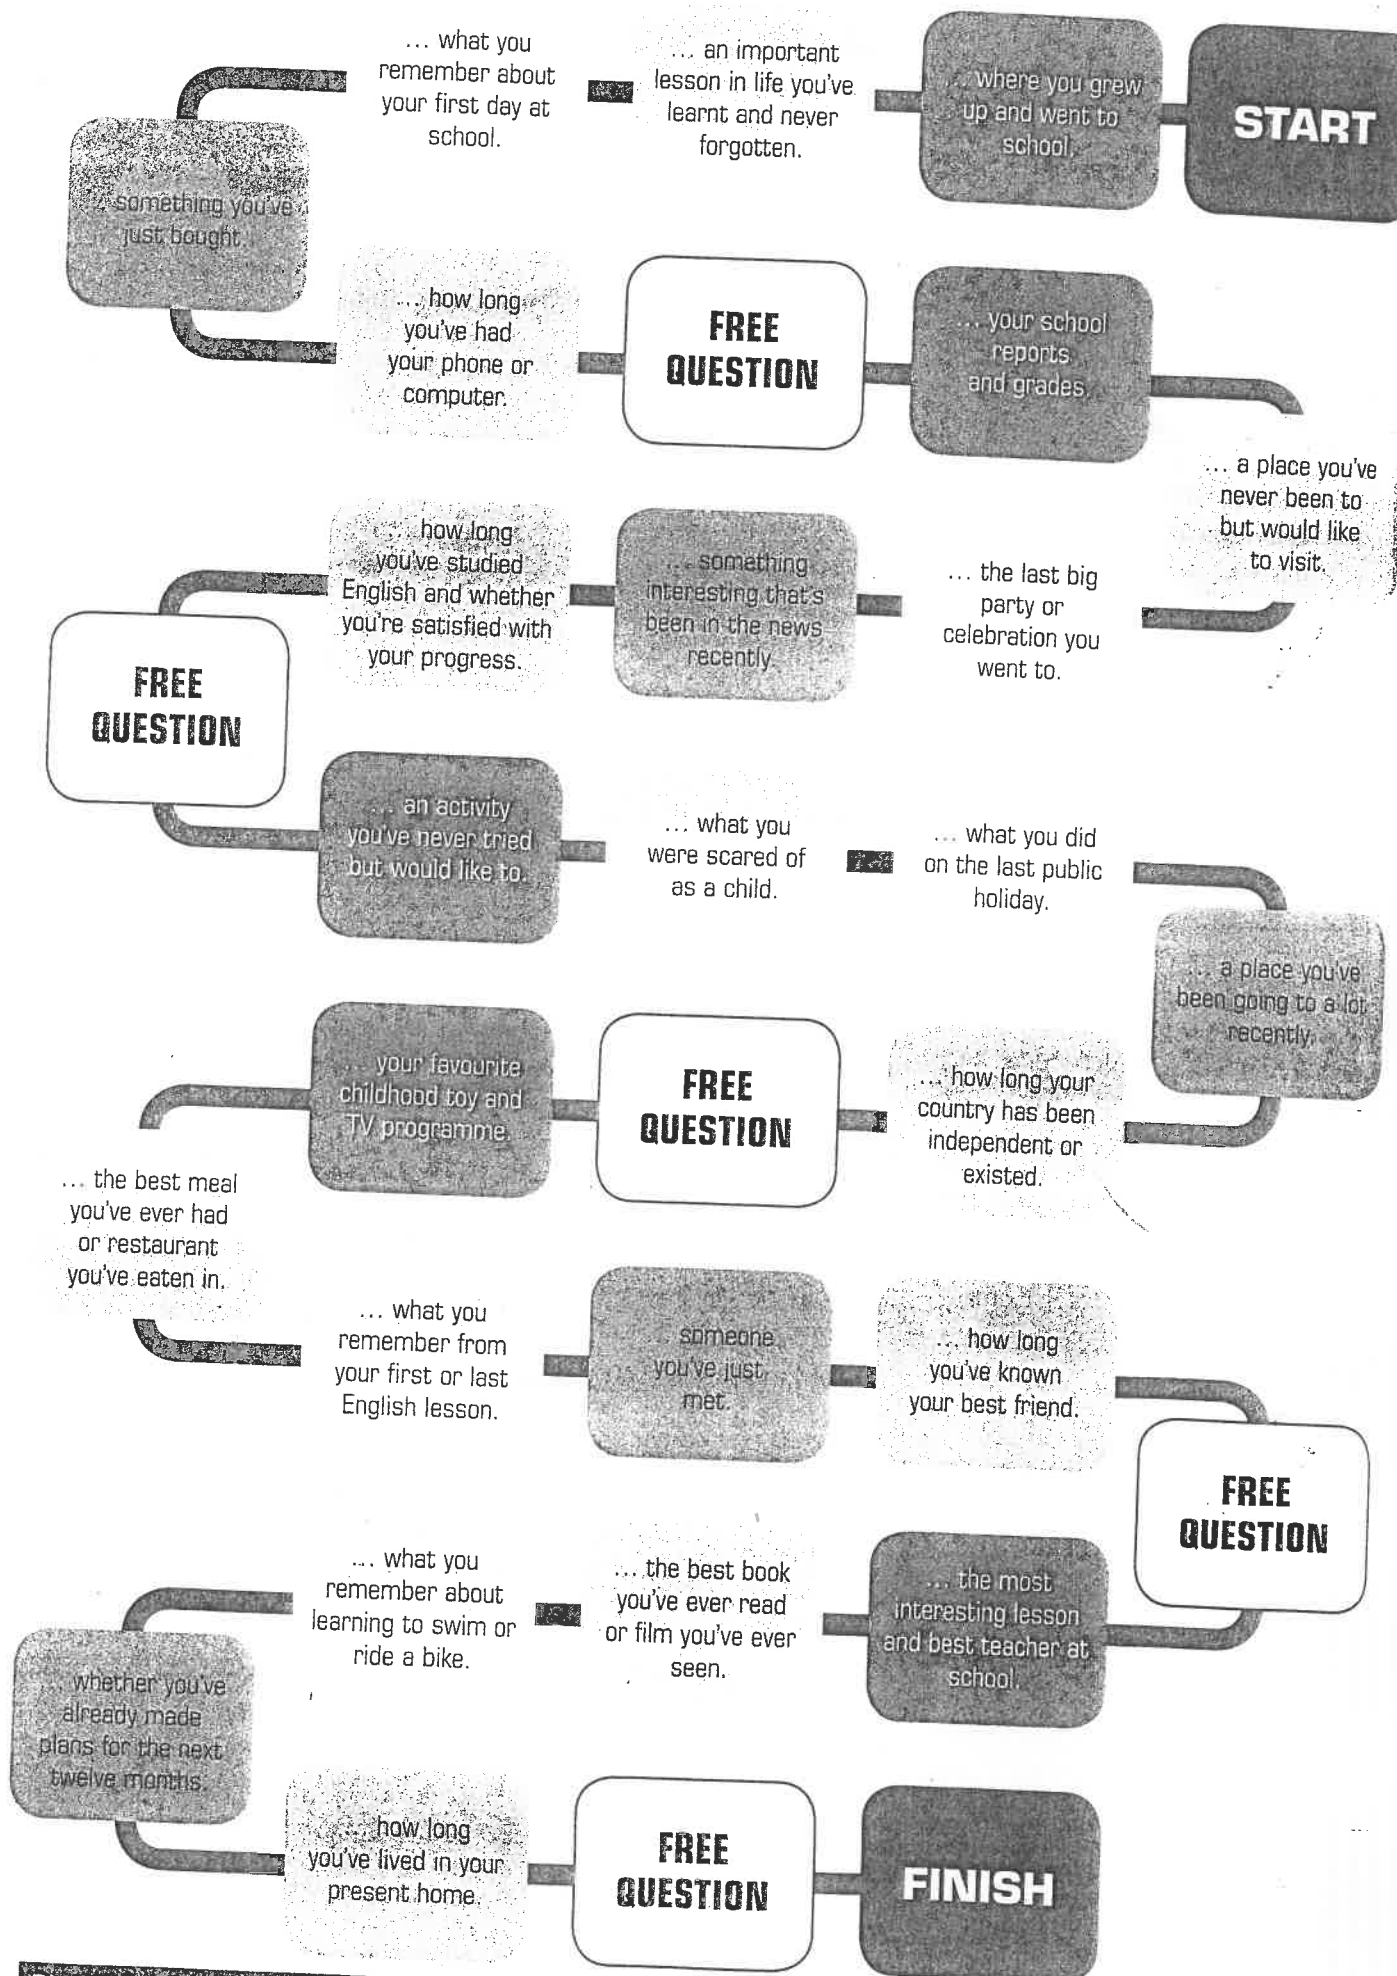 START
... where you grew
up and went to
school.
... an important
lesson in life you've
learnt and never
forgotten.
... what you
remember about
your first day at
school.
... something you've
just bought.
... how long
you've had
your phone or
computer.
FREE
QUESTION
... your school
reports
and grades.
... a place you've
never been to
but would like
to visit.
... the last big
party or
celebration you
went to.
... something
interesting that's
been in the news
recently.
... how long
you've studied
English and whether
you're satisfied with
your progress.
FREE
QUESTION
... an activity
you've never tried
but would like to.
... what you
were scared of
as a child.
... what you did
on the last public
holiday.
... a place you've
been going to a lot
recently.
... how long your
country has been
independent or
existed.
FREE
QUESTION
... your favourite
childhood toy and
TV programme.
... the best meal
you've ever had
or restaurant
you've eaten in.
... what you
remember from
your first or last
English lesson.
... someone
you've just
met.
... how long
you've known
your best friend.
FREE
QUESTION
... the most
interesting lesson
and best teacher at
school.
... the best book
you've ever read
or film you've ever
seen.
... what you
remember about
learning to swim or
ride a bike.
... whether you've
already made
plans for the next
twelve months.
... how long
you've lived in your
present home.
FREE
QUESTION
FINISH